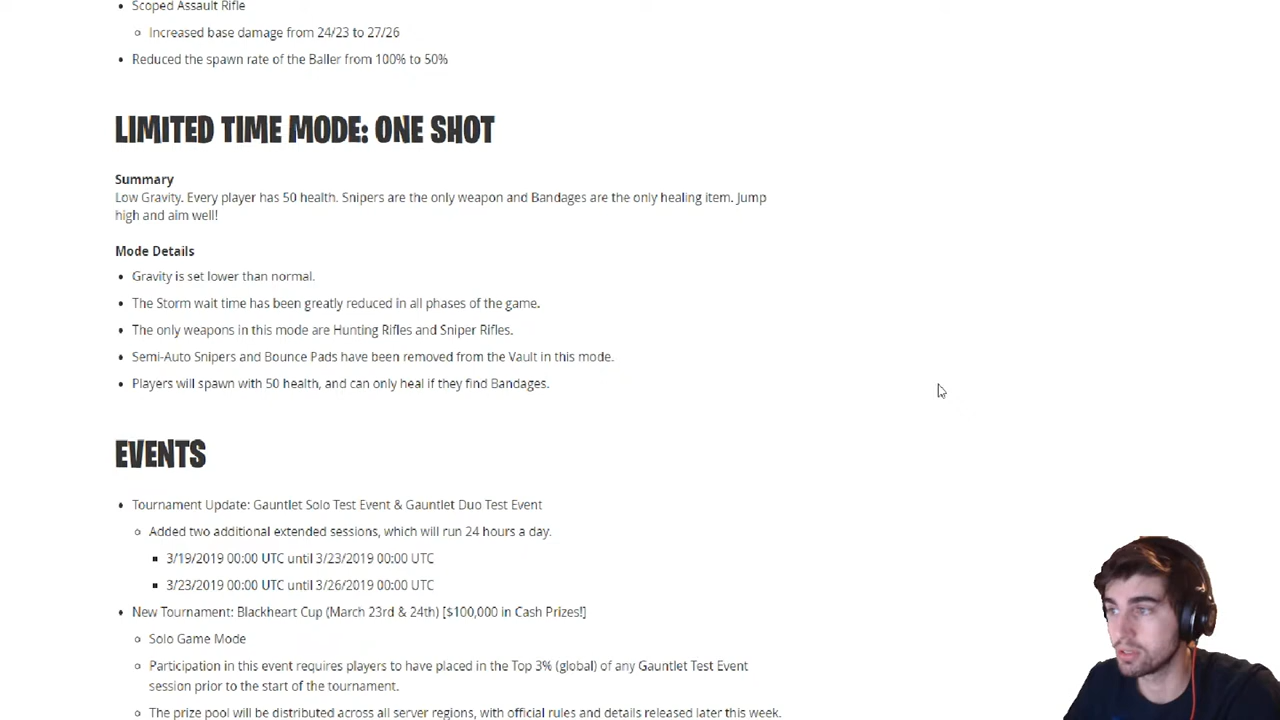 Scoped Assault Rifle
Increased base damage from 24/23 to 27/26
Reduced the spawn rate of the Baller from 100% to 50%
LIMITED TIME MODE: ONE SHOT
Summary
Low Gravity. Every player has 50 health. Snipers are the only weapon and Bandages are the only healing item. Jump
high and aim well!
Mode Details
Gravity is set lower than normal.
The Storm wait time has been greatly reduced in all phases of the game.
The only weapons in this mode are Hunting Rifles and Sniper Rifles.
Semi-Auto Snipers and Bounce Pads have been removed from the Vault in this mode.
Players will spawn with 50 health, and can only heal if they find Bandages.
EVENTS
Tournament Update: Gauntlet Solo Test Event & Gauntlet Duo Test Event
Added two additional extended sessions, which will run 24 hours a day.
3/19/2019 00:00 UTC until 3/23/2019 00:00 UTC
3/23/2019 00:00 UTC until 3/26/2019 00:00 UTC
New Tournament: Blackheart Cup (March 23rd & 24th) [$100,000 in Cash Prizes!]
Solo Game Mode
Participation in this event requires players to have placed in the Top 3% (global) of any Gauntlet Test Event
session prior to the start of the tournament.
The prize pool will be distributed across all server regions, with official rules and details released later this week.